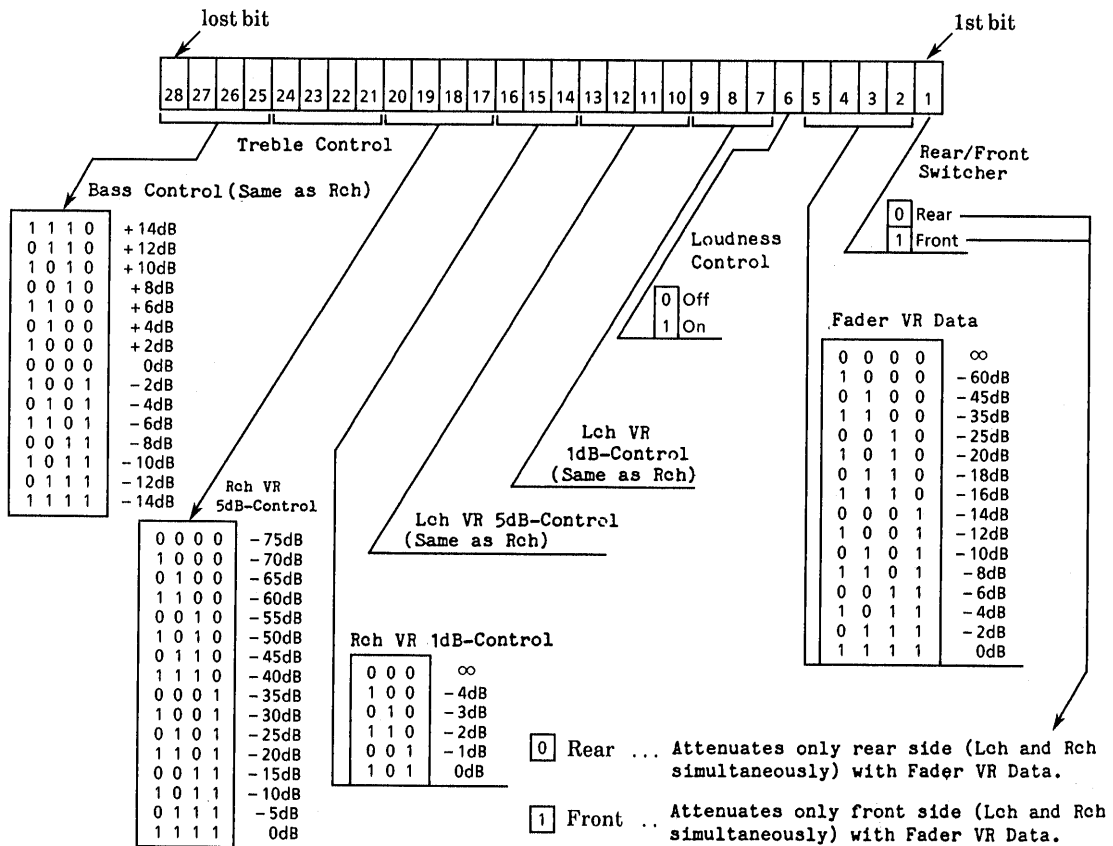 lost bit
1st bit
28 27 26 25 24 23 22 21 20 19 18 17 16 15 14 13 12 11 10 9 8 7 6 5 4 3 2 1
Treble Control
Bass Control (Same as Rch)
1 1 1 0 +14dB
0 1 1 0 +12dB
1 0 1 0 +10dB
0 0 1 0 +8dB
1 1 0 0 +6dB
0 1 0 0 +4dB
1 0 0 0 +2dB
0 0 0 0 0dB
1 0 0 1 -2dB
0 1 0 1 -4dB
1 1 0 1 -6dB
0 0 1 1 -8dB
1 0 1 1 -10dB
0 1 1 1 -12dB
1 1 1 1 -14dB
Rch VR
5dB-Control
0 0 0 0 -75dB
1 0 0 0 -70dB
0 1 0 0 -65dB
1 1 0 0 -60dB
0 0 1 0 -55dB
1 0 1 0 -50dB
0 1 1 0 -45dB
1 1 1 0 -40dB
0 0 0 1 -35dB
1 0 0 1 -30dB
0 1 0 1 -25dB
1 1 0 1 -20dB
0 0 1 1 -15dB
1 0 1 1 -10dB
0 1 1 1 -5dB
1 1 1 1 0dB
Rch VR 1dB-Control
0 0 0 ∞
1 0 0 -4dB
0 1 0 -3dB
1 1 0 -2dB
0 0 1 -1dB
1 0 1 0dB
Lch VR 5dB-Control
(Same as Rch)
Lch VR
1dB-Control
(Same as Rch)
Loudness
Control
0 Off
1 On
Rear/Front
Switcher
0 Rear
1 Front
Fader VR Data
0 0 0 0 ∞
1 0 0 0 -60dB
0 1 0 0 -45dB
1 1 0 0 -35dB
0 0 1 0 -25dB
1 0 1 0 -20dB
0 1 1 0 -18dB
1 1 1 0 -16dB
0 0 0 1 -14dB
1 0 0 1 -12dB
0 1 0 1 -10dB
1 1 0 1 -8dB
0 0 1 1 -6dB
1 0 1 1 -4dB
0 1 1 1 -2dB
1 1 1 1 0dB
0 Rear ... Attenuates only rear side (Lch and Rch
simultaneously) with Fader VR Data.
1 Front .. Attenuates only front side (Lch and Rch
simultaneously) with Fader VR Data.